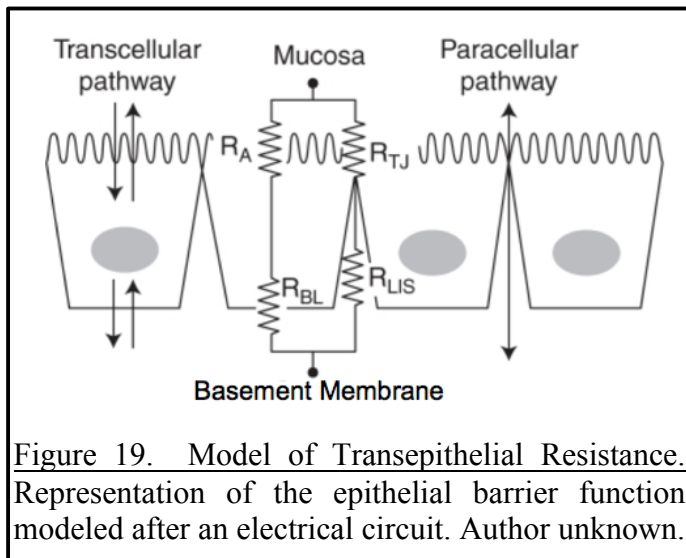 Transcellular
pathway
Mucosa
Paracellular
pathway
R_A
R_TJ
R_BL
R_LIS
Basement Membrane
Figure 19. Model of Transepithelial Resistance.
Representation of the epithelial barrier function
modeled after an electrical circuit. Author unknown.